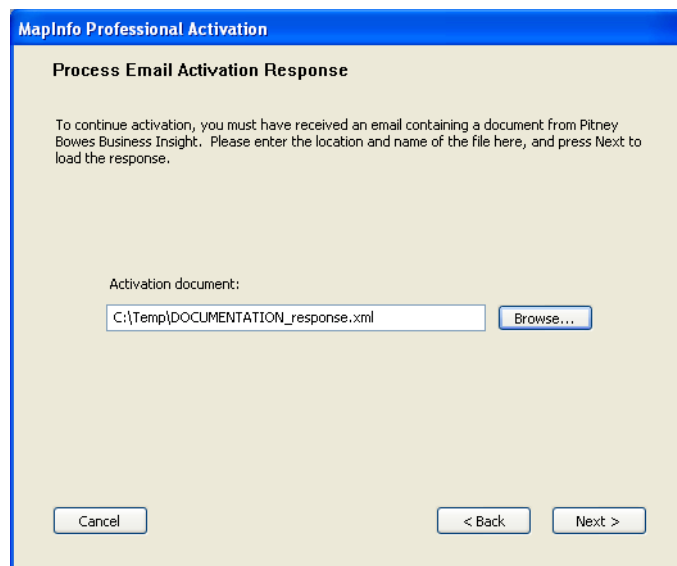 MapInfo Professional Activation
Process Email Activation Response
To continue activation, you must have received an email containing a document from Pitney
Bowes Business Insight.  Please enter the location and name of the file here, and press Next to
load the response.
Activation document:
C:\Temp\DOCUMENTATION_response.xml
Browse...
Cancel
< Back
Next >